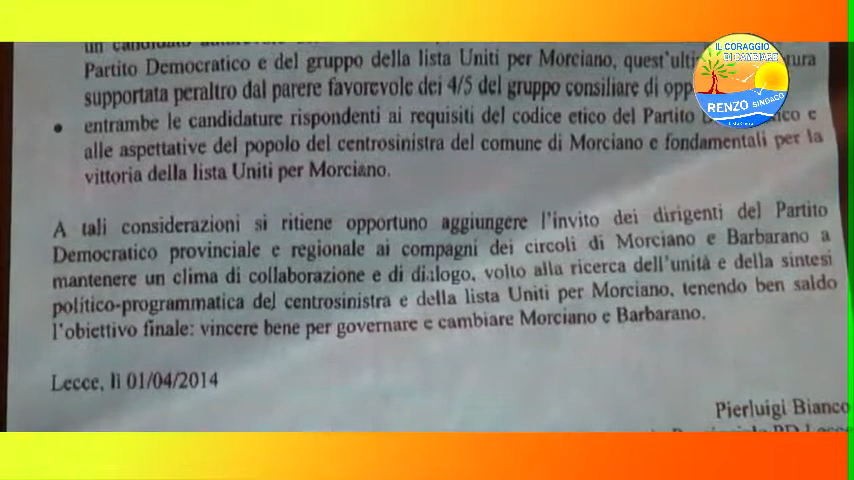 un candidato autorevole
Partito Democratico e del gruppo della lista Uniti per Morciano, quest'ulti
supportata peraltro dal parere favorevole dei 4/5 del gruppo consiliare di opp
• entrambe le candidature rispondenti ai requisiti del codice etico del Partito D ico e
alle aspettative del popolo del centrosinistra del comune di Morciano e fondamentali per la
vittoria della lista Uniti per Morciano.
A tali considerazioni si ritiene opportuno aggiungere l'invito dei dirigenti del Partito
Democratico provinciale e regionale ai compagni dei circoli di Morciano e Barbarano a
mantenere un clima di collaborazione e di dialogo, volto alla ricerca dell'unità e della sintesi
politico-programmatica del centrosinistra e della lista Uniti per Morciano, tenendo ben saldo
l'obiettivo finale: vincere bene per governare e cambiare Morciano e Barbarano.
Lecce, lì 01/04/2014
Pierluigi Bianco
PD Lecce
IL CORAGGIO
DI CAMBIARE
RENZO SINDACO